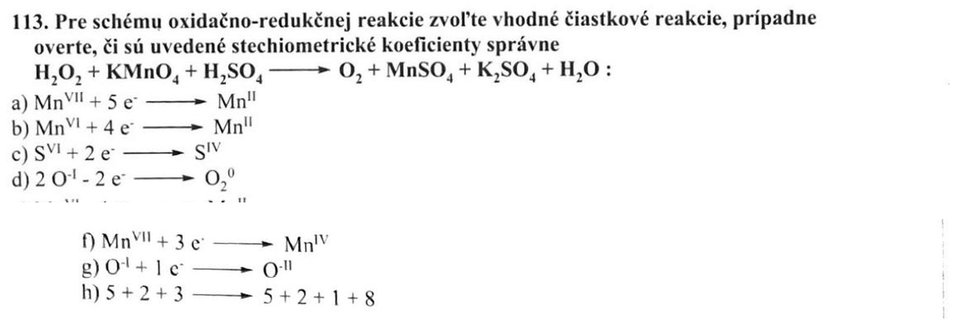 113. Pre schému oxidačno-redukčnej reakcie zvoľte vhodné čiastkové reakcie, prípadne
overte, či sú uvedené stechiometrické koeficienty správne
H₂O₂ + KMnO₄ + H₂SO₄ ⟶ O₂ + MnSO₄ + K₂SO₄ + H₂O :
a) Mnⱽᴵᴵ + 5 e⁻ ⟶ Mnᴵᴵ
b) Mnⱽᴵ + 4 e⁻ ⟶ Mnᴵᴵ
c) Sⱽᴵ + 2 e⁻ ⟶ Sᴵⱽ
d) 2 O⁻ᴵ - 2 e⁻ ⟶ O₂⁰
f) Mnⱽᴵᴵ + 3 e⁻ ⟶ Mnᴵⱽ
g) O⁻ᴵ + 1 e⁻ ⟶ O⁻ᴵᴵ
h) 5 + 2 + 3 ⟶ 5 + 2 + 1 + 8